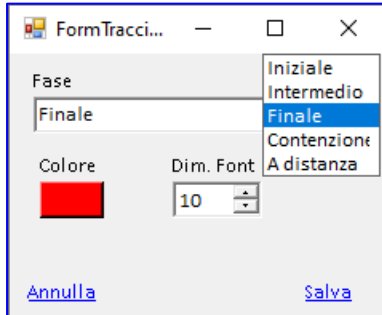 FormTracci...
Fase
Finale
Iniziale
Intermedio
Finale
Contenzione
A distanza
Colore
Dim. Font
10
Annulla
Salva